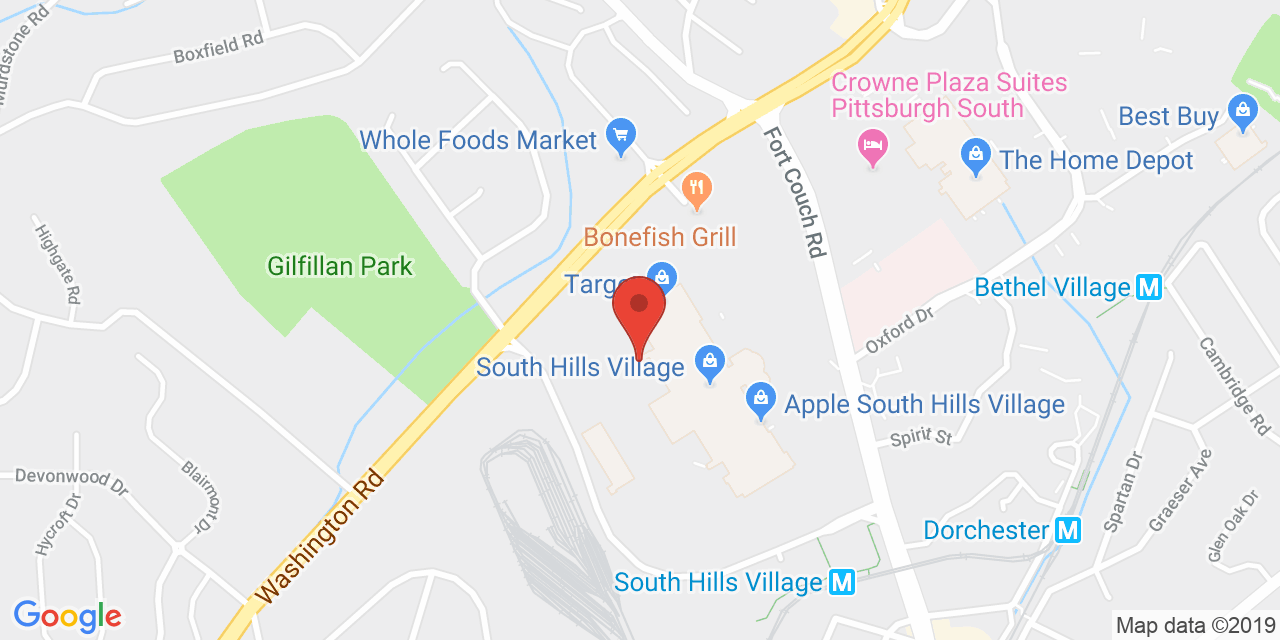 Murdstone Rd
Boxfield Rd
Crowne Plaza Suites
Pittsburgh South
Best Buy
Whole Foods Market
The Home Depot
Fort Couch Rd
Bonefish Grill
Highgate Rd
Gilfillan Park
Targe
Bethel Village M
Oxford Dr
South Hills Village
Cambridge Rd
Apple South Hills Village
Spirit St
Devonwood Dr
Blairmont Dr
Hycroft Dr
Washington Rd
Spartan Dr
Graeser Ave
Glen Oak Dr
Dorchester M
South Hills Village M
Google
Map data ©2019